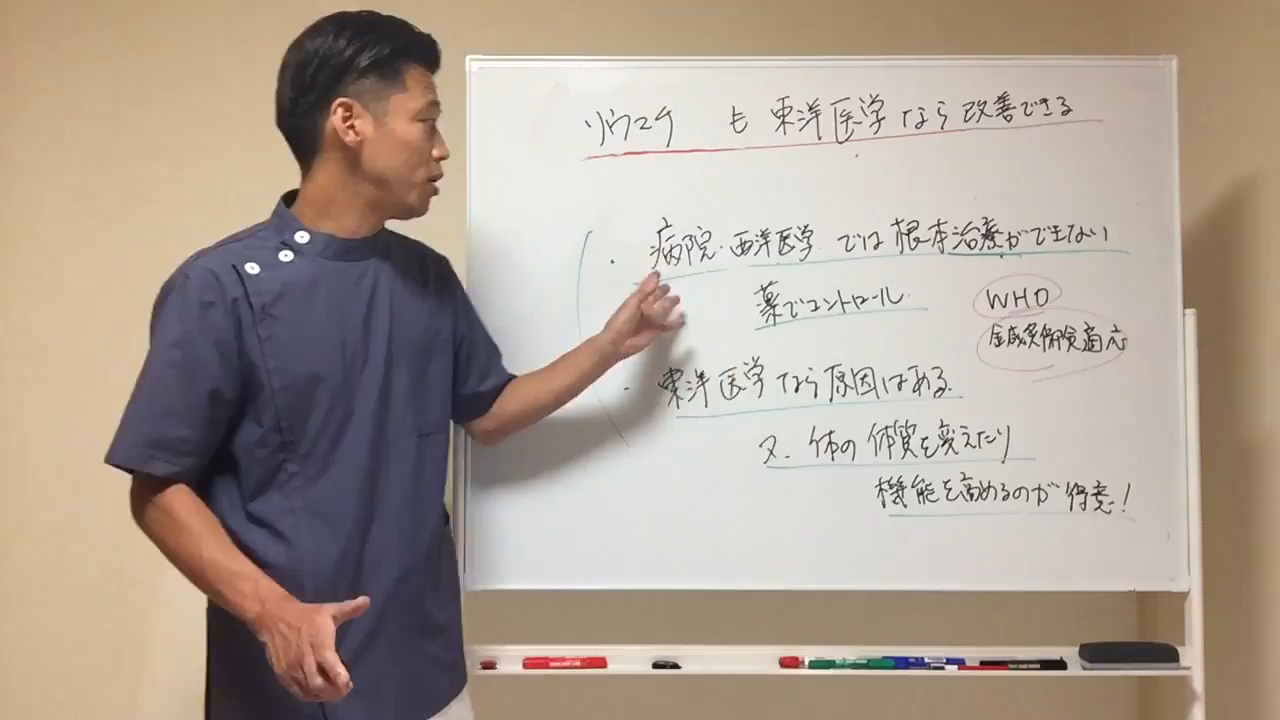 リウマチ も 東洋医学なら改善できる
・病院・西洋医学では根本治療ができない
薬でコントロール
WHO
保険適応
・東洋医学なら原因はある
又、体の体質を変えたり
機能を高めるのが得意！